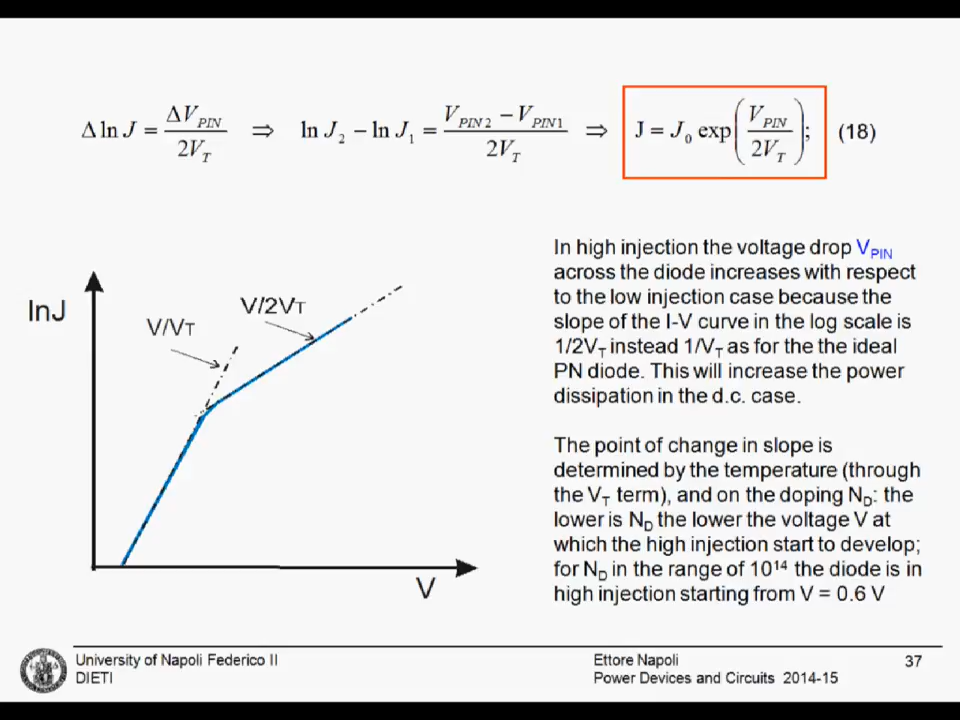 Δ ln J = ΔV_PIN / 2V_T ⇒ ln J_2 − ln J_1 = (V_PIN2 − V_PIN1) / 2V_T ⇒ J = J_0 exp(V_PIN / 2V_T); (18)
lnJ
V/V_T
V/2V_T
V
In high injection the voltage drop V_PIN
across the diode increases with respect
to the low injection case because the
slope of the I-V curve in the log scale is
1/2V_T instead 1/V_T as for the the ideal
PN diode. This will increase the power
dissipation in the d.c. case.
The point of change in slope is
determined by the temperature (through
the V_T term), and on the doping N_D: the
lower is N_D the lower the voltage V at
which the high injection start to develop;
for N_D in the range of 10^14 the diode is in
high injection starting from V = 0.6 V
University of Napoli Federico II
DIETI
Ettore Napoli
Power Devices and Circuits 2014-15
37